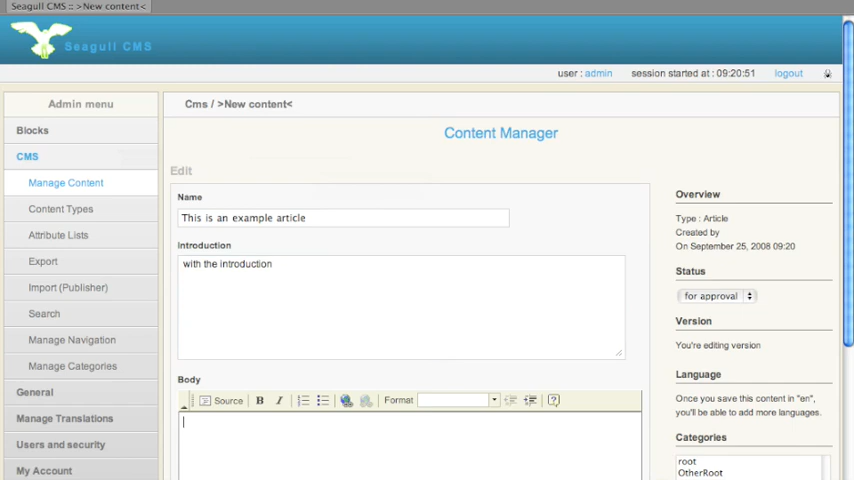 Seagull CMS :: >New content<
Seagull CMS
user : admin session started at : 09:20:51 logout
Admin menu
Blocks
CMS
Manage Content
Content Types
Attribute Lists
Export
Import (Publisher)
Search
Manage Navigation
Manage Categories
General
Manage Translations
Users and security
My Account
Cms / >New content<
Content Manager
Edit
Name
This is an example article
Introduction
with the introduction
Body
Source B I Format
Overview
Type : Article
Created by
On September 25, 2008 09:20
Status
for approval
Version
You're editing version
Language
Once you save this content in "en",
you'll be able to add more languages.
Categories
root
OtherRoot